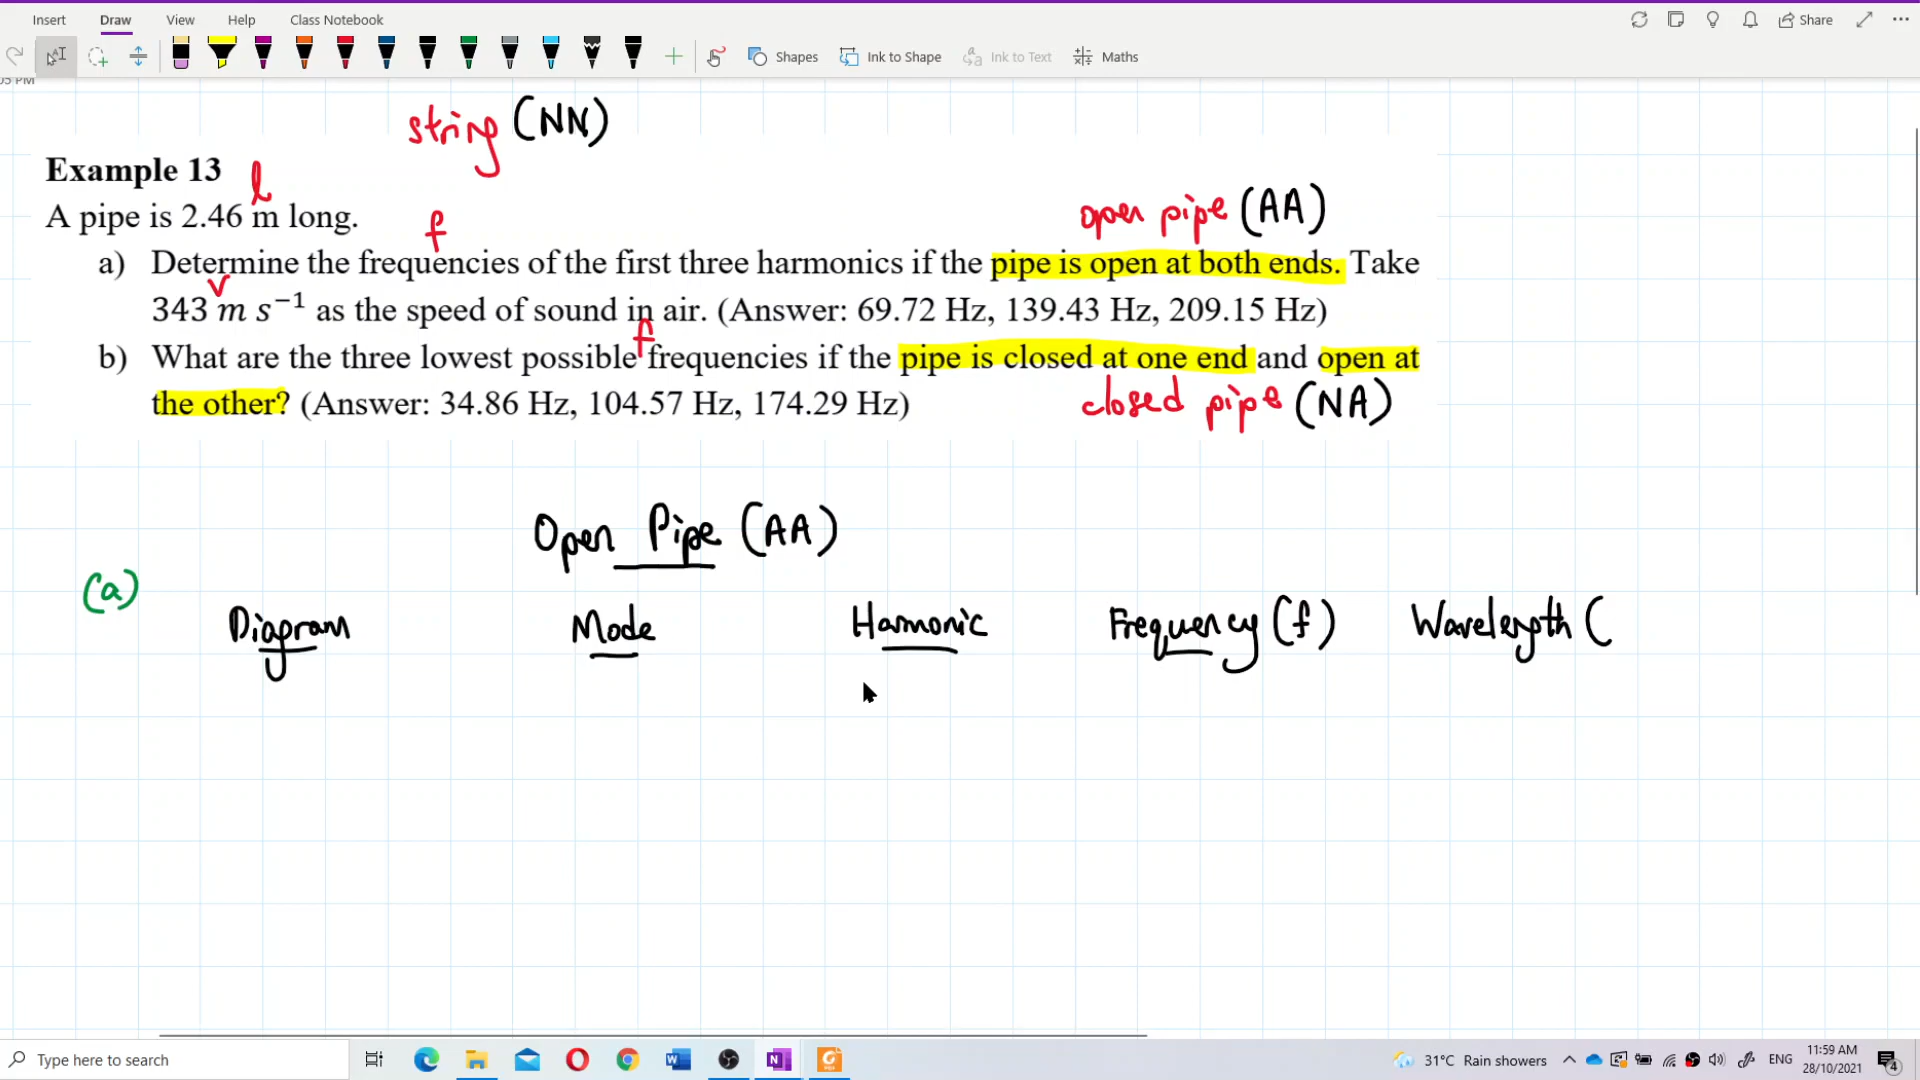 Insert Draw View Help Class Notebook Share
Shapes Ink to Shape Ink to Text Maths
05 PM
string (NN)
Example 13
l
A pipe is 2.46 m long.
f
open pipe (AA)
a) Determine the frequencies of the first three harmonics if the pipe is open at both ends. Take
v
343 m s⁻¹ as the speed of sound in air. (Answer: 69.72 Hz, 139.43 Hz, 209.15 Hz)
f
b) What are the three lowest possible frequencies if the pipe is closed at one end and open at
the other? (Answer: 34.86 Hz, 104.57 Hz, 174.29 Hz)
closed pipe (NA)
Open Pipe (AA)
(a)
Diagram Mode Harmonic Frequency (f) Wavelength (
Type here to search
31°C Rain showers ENG 11:59 AM
28/10/2021
4